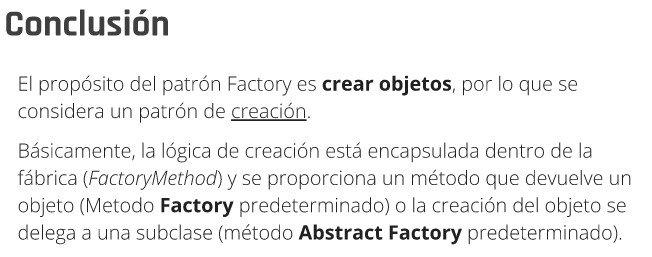 Conclusión
El propósito del patrón Factory es crear objetos, por lo que se
considera un patrón de creación.
Básicamente, la lógica de creación está encapsulada dentro de la
fábrica (FactoryMethod) y se proporciona un método que devuelve un
objeto (Metodo Factory predeterminado) o la creación del objeto se
delega a una subclase (método Abstract Factory predeterminado).